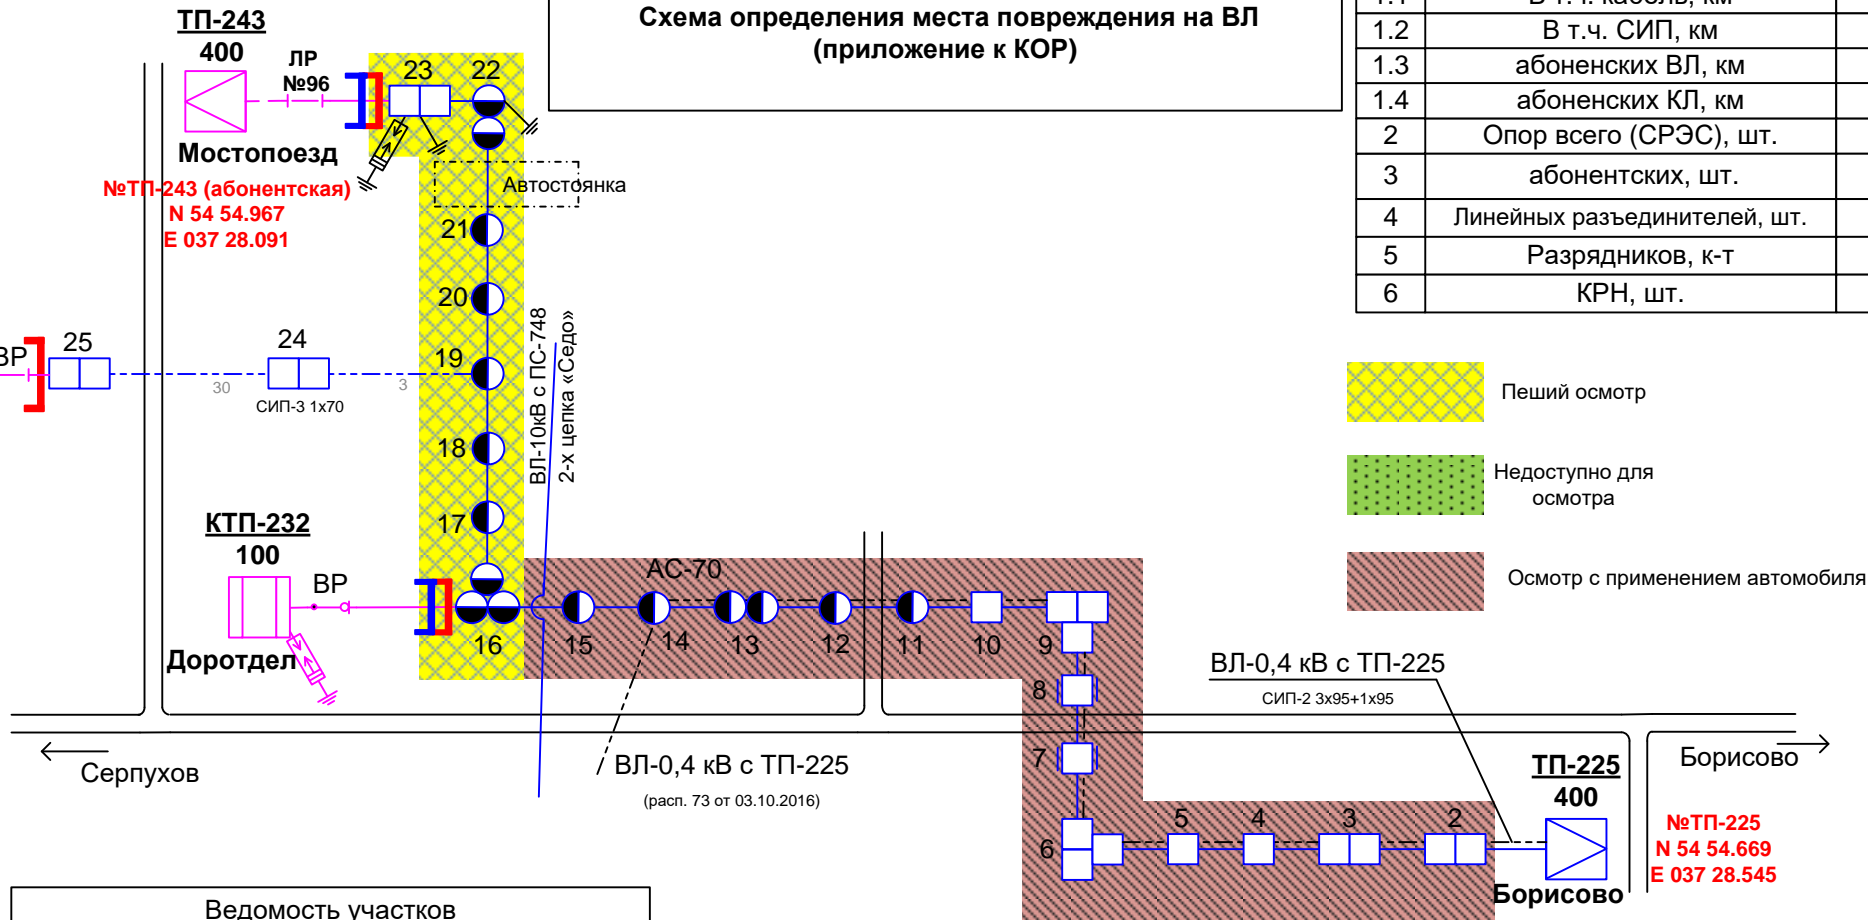 ТП-243
400
ЛР
№96
23
22
Мостопоезд
№ТП-243 (абонентская)
N 54 54.967
E 037 28.091
Схема определения места повреждения на ВЛ
(приложение к КОР)
1.1 В т.ч. кабель, км
1.2 В т.ч. СИП, км
1.3 абоненских ВЛ, км
1.4 абоненских КЛ, км
2 Опор всего (СРЭС), шт.
3 абонентских, шт.
4 Линейных разъединителей, шт.
5 Разрядников, к-т
6 КРН, шт.
Автостоянка
21
20
19
18
17
ВР
25
24
30
3
СИП-3 1х70
ВЛ-10кВ с ПС-748
2-х цепка «Седо»
Пеший осмотр
Недоступно для
осмотра
Осмотр с применением автомобиля
КТП-232
100
ВР
Доротдел
АС-70
16
15
14
13
12
11
10
9
8
7
6
5
4
3
2
ВЛ-0,4 кВ с ТП-225
СИП-2 3х95+1х95
ВЛ-0,4 кВ с ТП-225
(расп. 73 от 03.10.2016)
Серпухов
Борисово
ТП-225
400
Борисово
№ТП-225
N 54 54.669
E 037 28.545
Ведомость участков